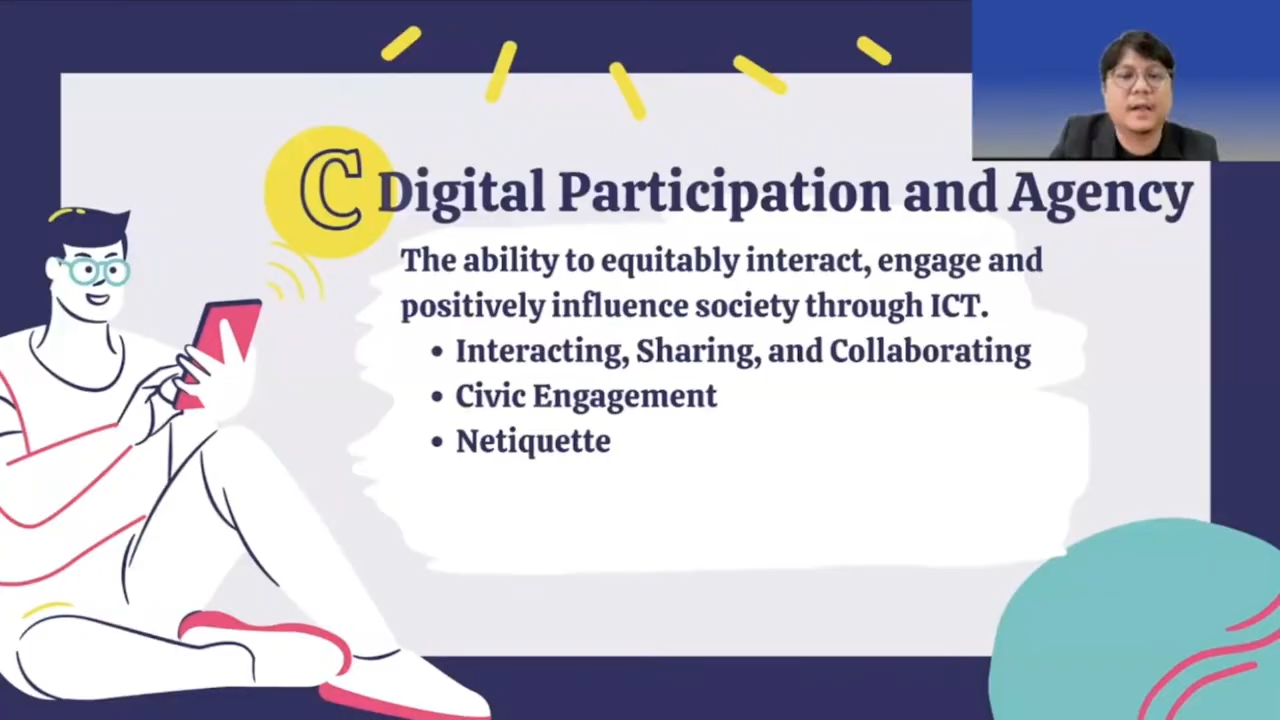 C Digital Participation and Agency
The ability to equitably interact, engage and
positively influence society through ICT.
• Interacting, Sharing, and Collaborating
• Civic Engagement
• Netiquette